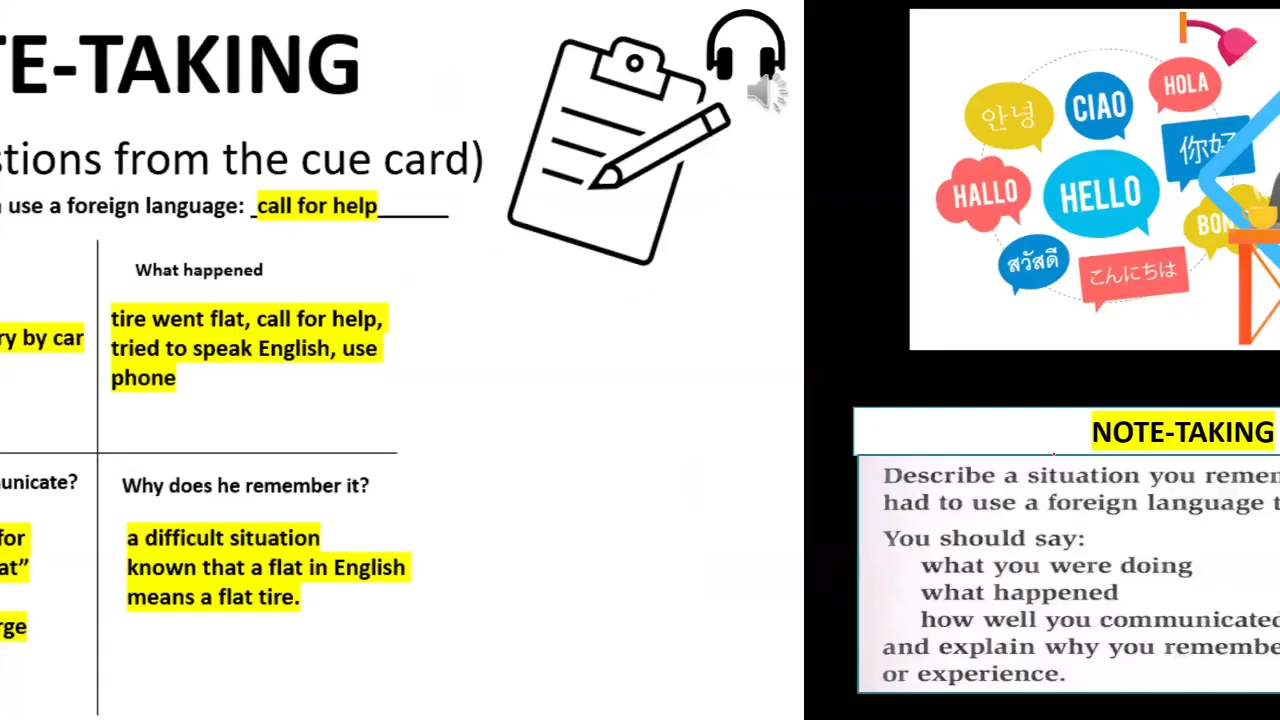 TE-TAKING
stions from the cue card)
use a foreign language: _call for help______
What happened
ry by car
tire went flat, call for help,
tried to speak English, use
phone
unicate?
Why does he remember it?
for
at”
rge
a difficult situation
known that a flat in English
means a flat tire.
안녕
CIAO
HOLA
你好
HALLO
HELLO
BON
สวัสดี
こんにちは
NOTE-TAKING
Describe a situation you remem
had to use a foreign language t
You should say:
what you were doing
what happened
how well you communicated
and explain why you remembe
or experience.